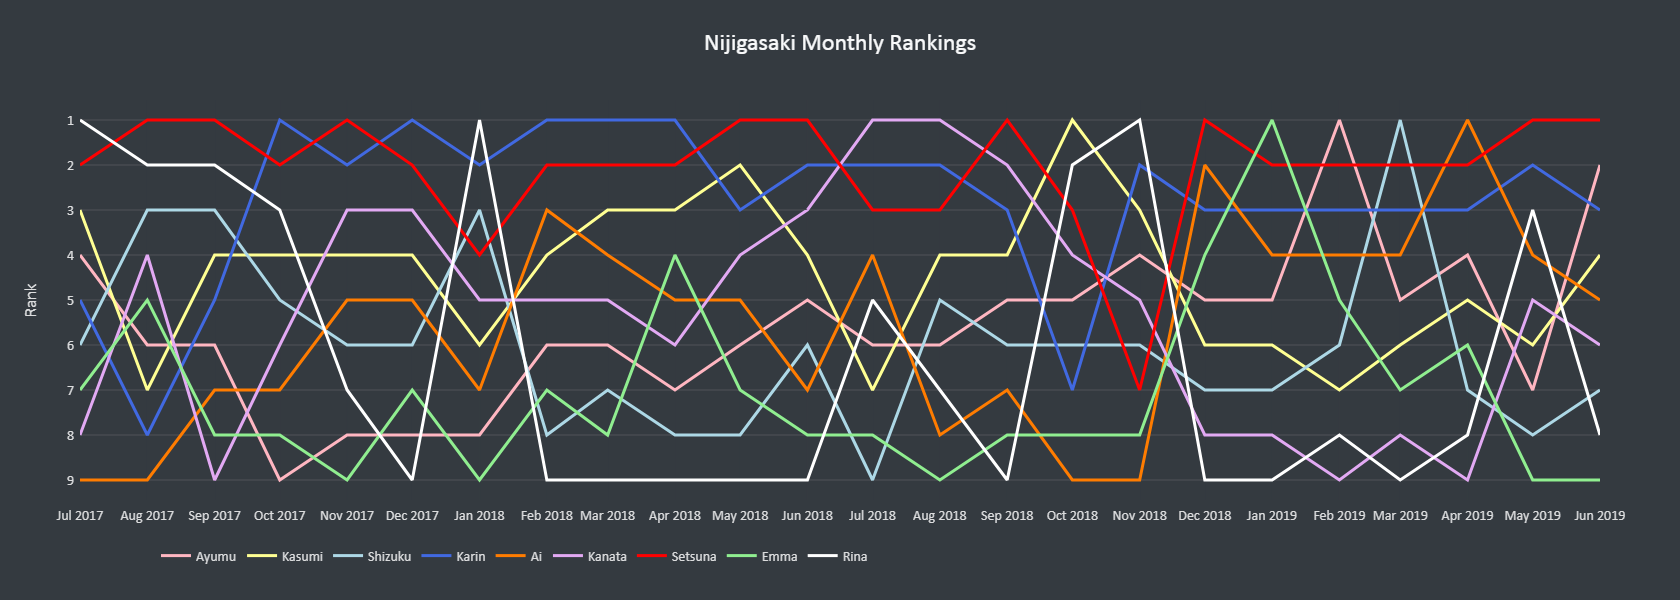 Nijigasaki Monthly Rankings
1
2
3
4
5
6
7
8
9
Rank
Jul 2017 Aug 2017 Sep 2017 Oct 2017 Nov 2017 Dec 2017 Jan 2018 Feb 2018 Mar 2018 Apr 2018 May 2018 Jun 2018 Jul 2018 Aug 2018 Sep 2018 Oct 2018 Nov 2018 Dec 2018 Jan 2019 Feb 2019 Mar 2019 Apr 2019 May 2019 Jun 2019
Ayumu Kasumi Shizuku Karin Ai Kanata Setsuna Emma Rina